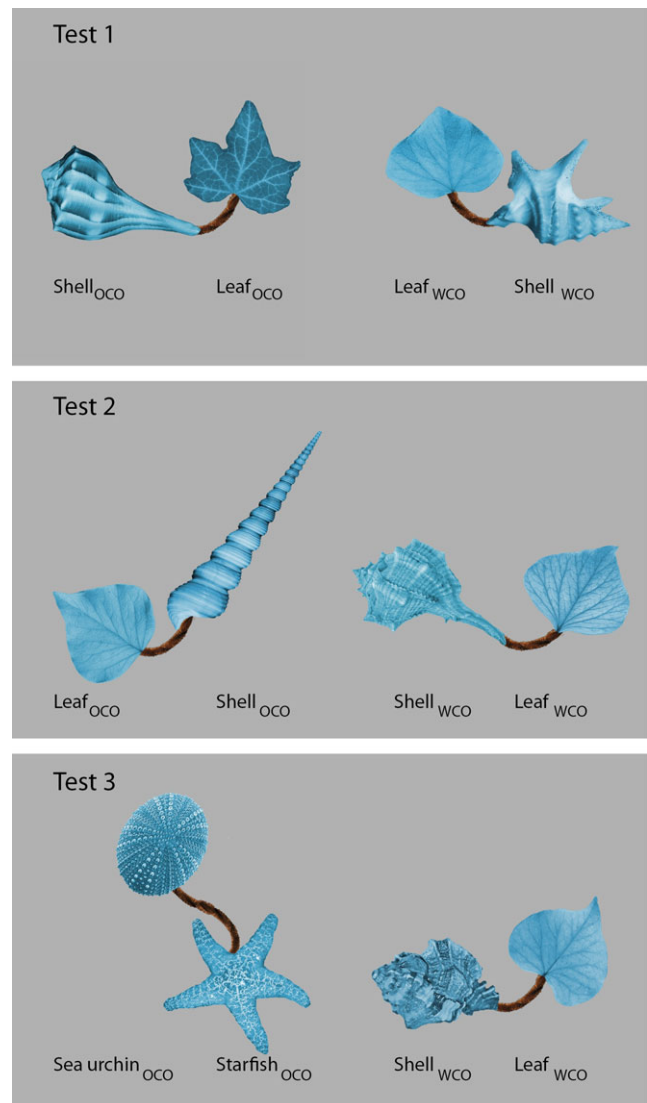 Test 1
Shell OCO Leaf OCO Leaf WCO Shell WCO
Test 2
Leaf OCO Shell OCO Shell WCO Leaf WCO
Test 3
Sea urchin OCO Starfish OCO Shell WCO Leaf WCO